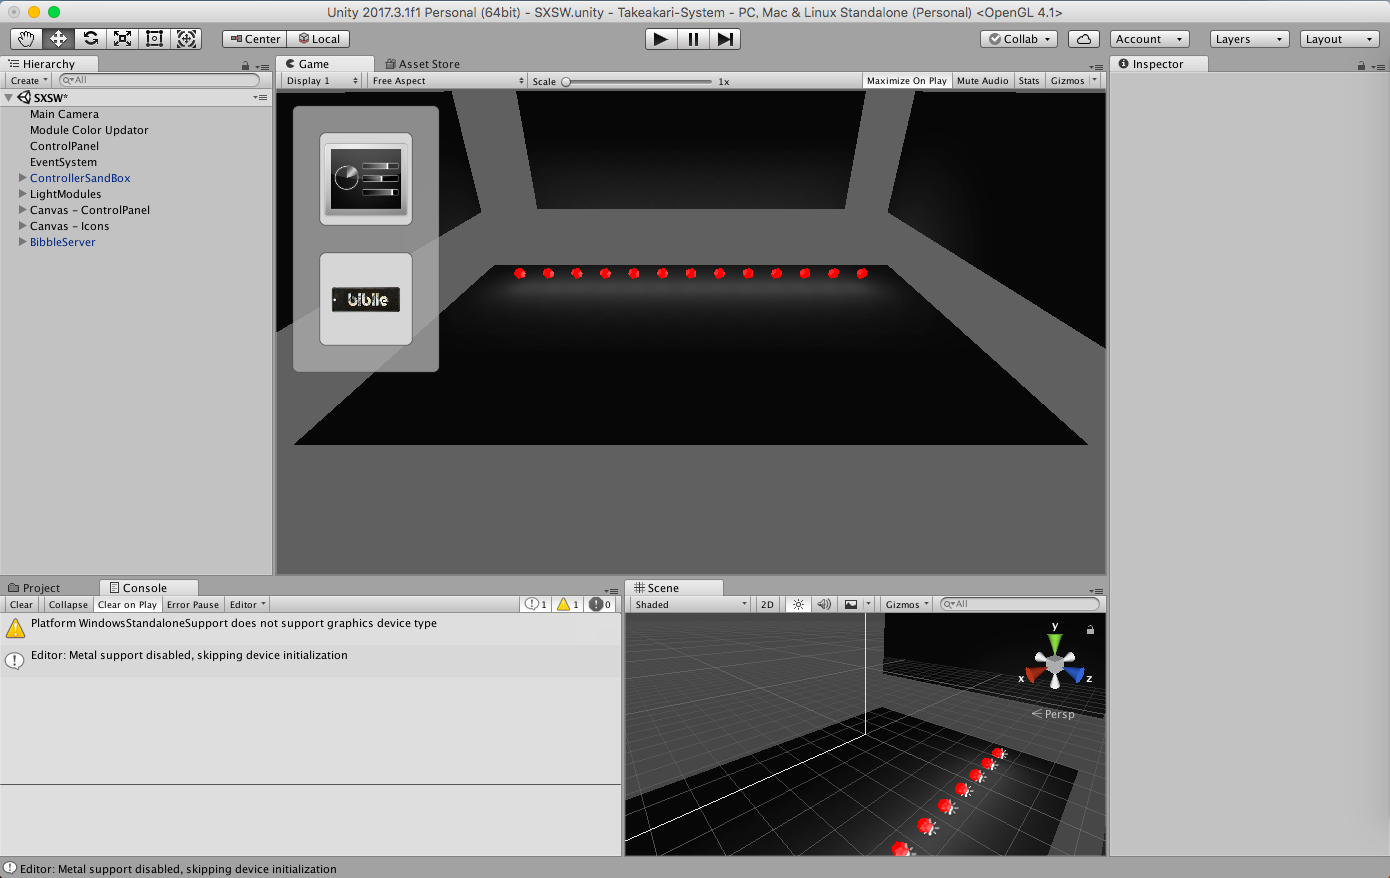 Unity 2017.3.1f1 Personal (64bit) - SXSW.unity - Takeakari-System - PC, Mac & Linux Standalone (Personal) <OpenGL 4.1>
Center Local
Collab Account Layers Layout
Hierarchy
Create All
SXSW*
Main Camera
Module Color Updator
ControlPanel
EventSystem
ControllerSandBox
LightModules
Canvas - ControlPanel
Canvas - Icons
BibbleServer
Game Asset Store
Display 1 Free Aspect Scale 1x Maximize On Play Mute Audio Stats Gizmos
Inspector
Project Console
Clear Collapse Clear on Play Error Pause Editor 1 1 0
Platform WindowsStandaloneSupport does not support graphics device type
Editor: Metal support disabled, skipping device initialization
Scene
Shaded 2D Gizmos All
y
x z
Persp
Editor: Metal support disabled, skipping device initialization